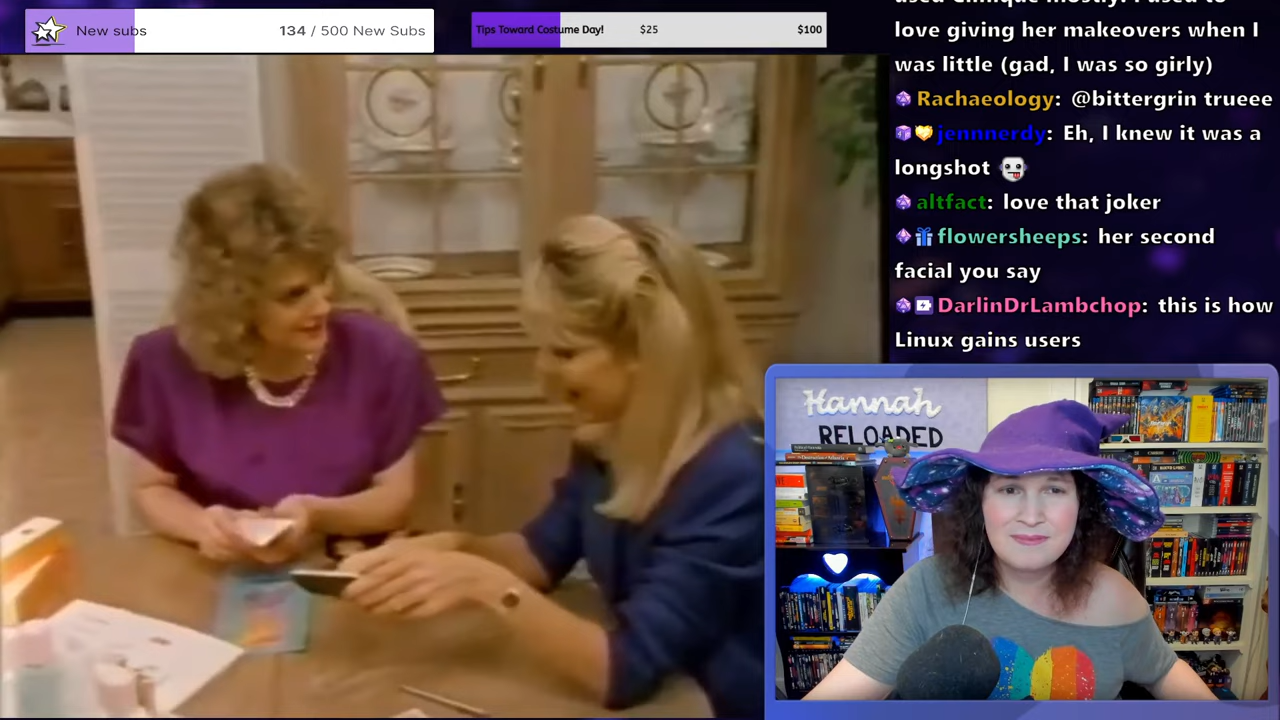 New subs
134 / 500 New Subs
Tips Toward Costume Day!
$25
$100
used Clinique mostly. I used to
love giving her makeovers when I
was little (gad, I was so girly)
Rachaeology: @bittergrin trueee
jennnerdy: Eh, I knew it was a
longshot
altfact: love that joker
flowersheeps: her second
facial you say
DarlinDrLambchop: this is how
Linux gains users
Hannah
RELOADED